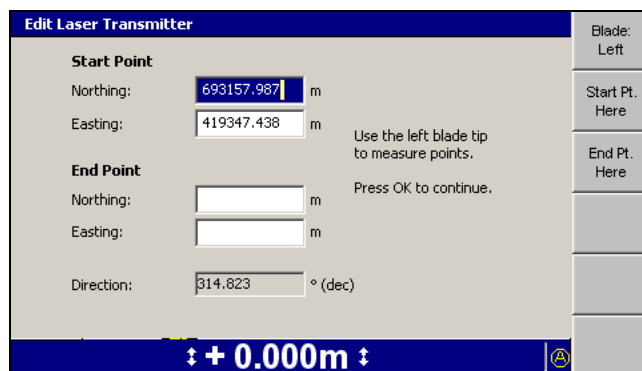 Edit Laser Transmitter
Blade:
Left
Start Pt.
Here
End Pt.
Here
Start Point
Northing: 693157.987 m
Easting: 419347.438 m
Use the left blade tip
to measure points.
Press OK to continue.
End Point
Northing: m
Easting: m
Direction: 314.823 ° (dec)
↕ + 0.000m ↕
A